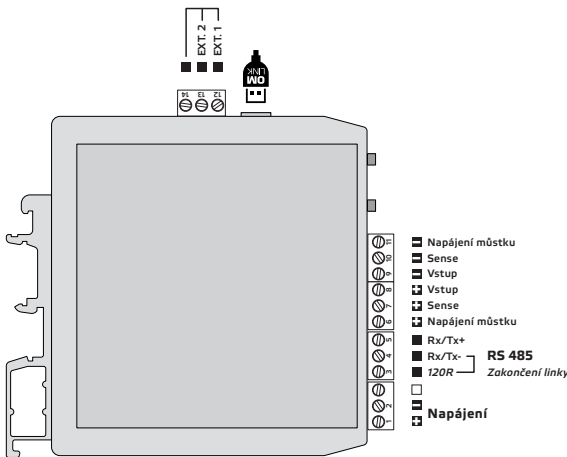 EXT. 2
EXT. 1
OM
LINK
14 13 12
11 Napájení můstku
10 Sense
9 Vstup
8 Vstup
7 Sense
6 Napájení můstku
5 Rx/Tx+
4 Rx/Tx- RS 485
3 120R Zakončení linky
2
1 Napájení